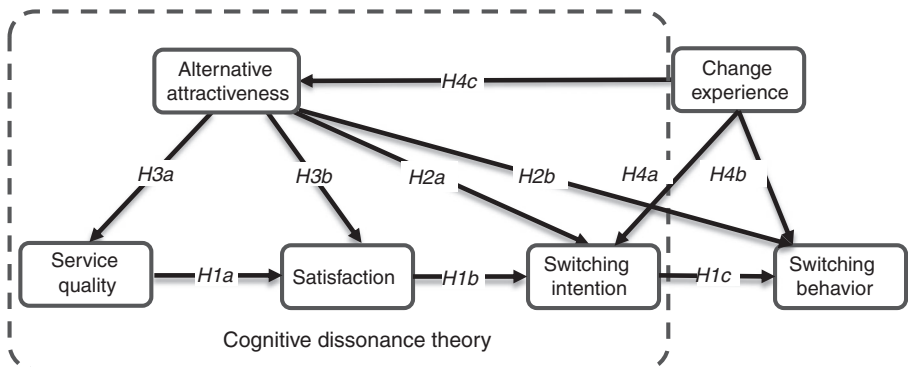 Alternative
attractiveness
H4c
Change
experience
H3a
H3b
H2a
H2b
H4a
H4b
Service
quality
H1a
Satisfaction
H1b
Switching
intention
H1c
Switching
behavior
Cognitive dissonance theory